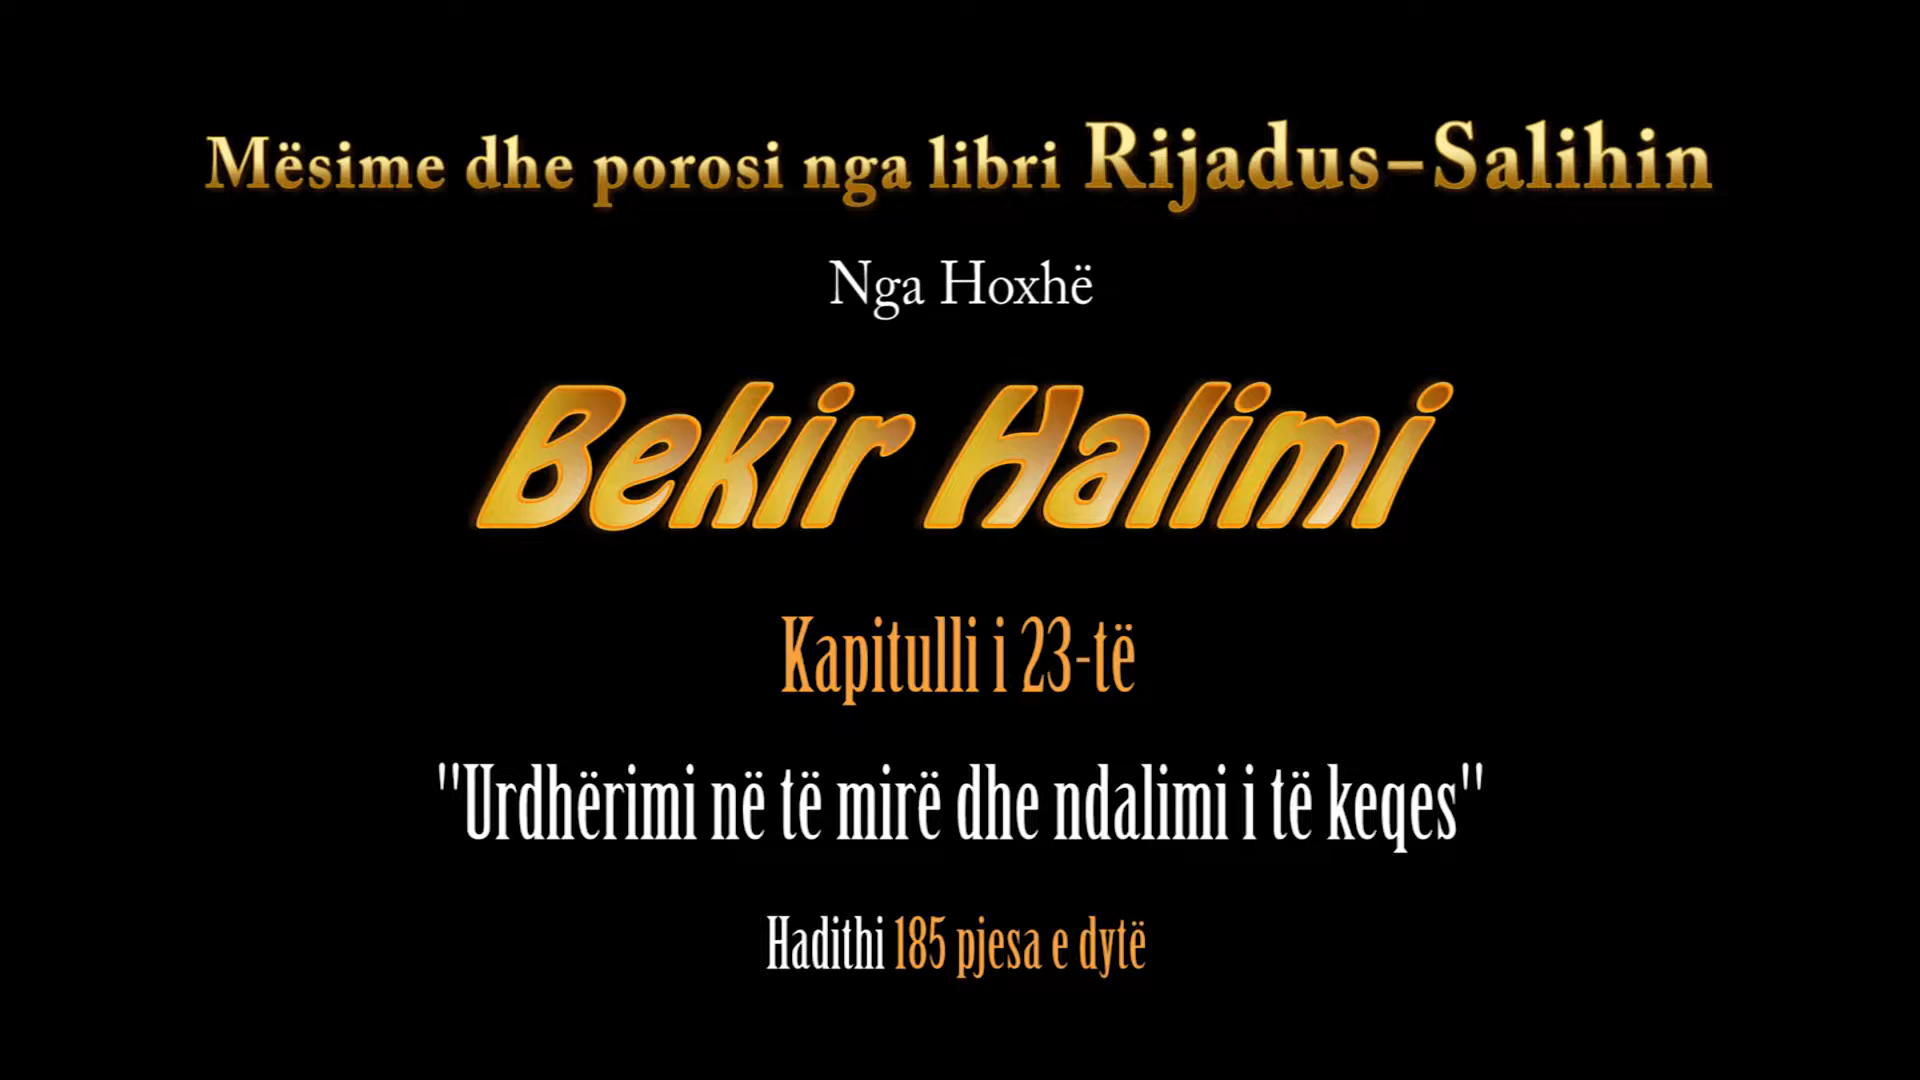 Mësime dhe porosi nga libri Rijadus-Salihin
Nga Hoxhë
Bekir Halimi
Kapitulli i 23-të
"Urdhërimi në të mirë dhe ndalimi i të keqes"
Hadithi 185 pjesa e dytë